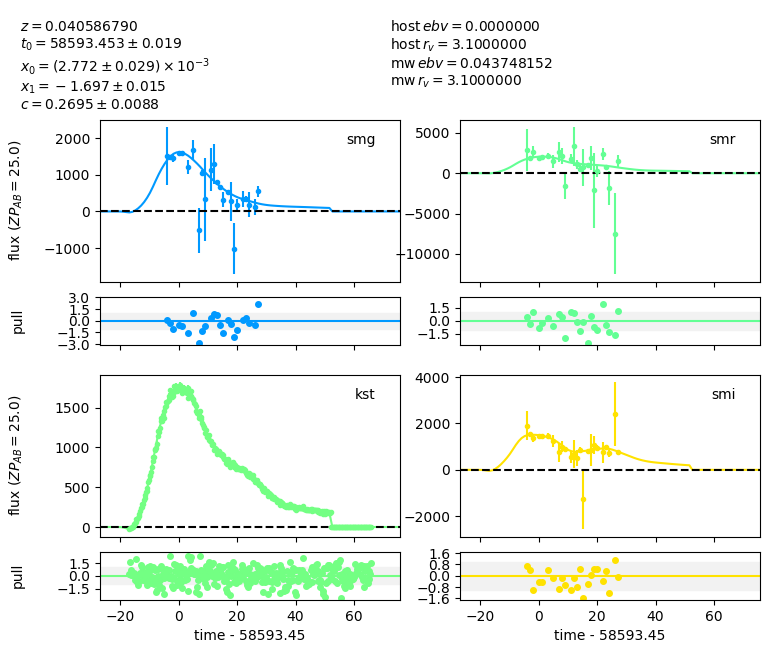 z = 0.040586790
t₀ = 58593.453 ± 0.019
x₀ = (2.772 ± 0.029) × 10⁻³
x₁ = −1.697 ± 0.015
c = 0.2695 ± 0.0088
host ebv = 0.0000000
host r_v = 3.1000000
mw ebv = 0.043748152
mw r_v = 3.1000000
flux (ZP_AB = 25.0)
2000
1000
0
−1000
smg
5000
0
−5000
−10000
smr
pull
3.0
1.5
0.0
−1.5
−3.0
1.5
0.0
−1.5
flux (ZP_AB = 25.0)
1500
1000
500
0
kst
4000
2000
0
−2000
smi
pull
1.5
0.0
−1.5
1.6
0.8
0.0
−0.8
−1.6
−20 0 20 40 60
time - 58593.45
−20 0 20 40 60
time - 58593.45